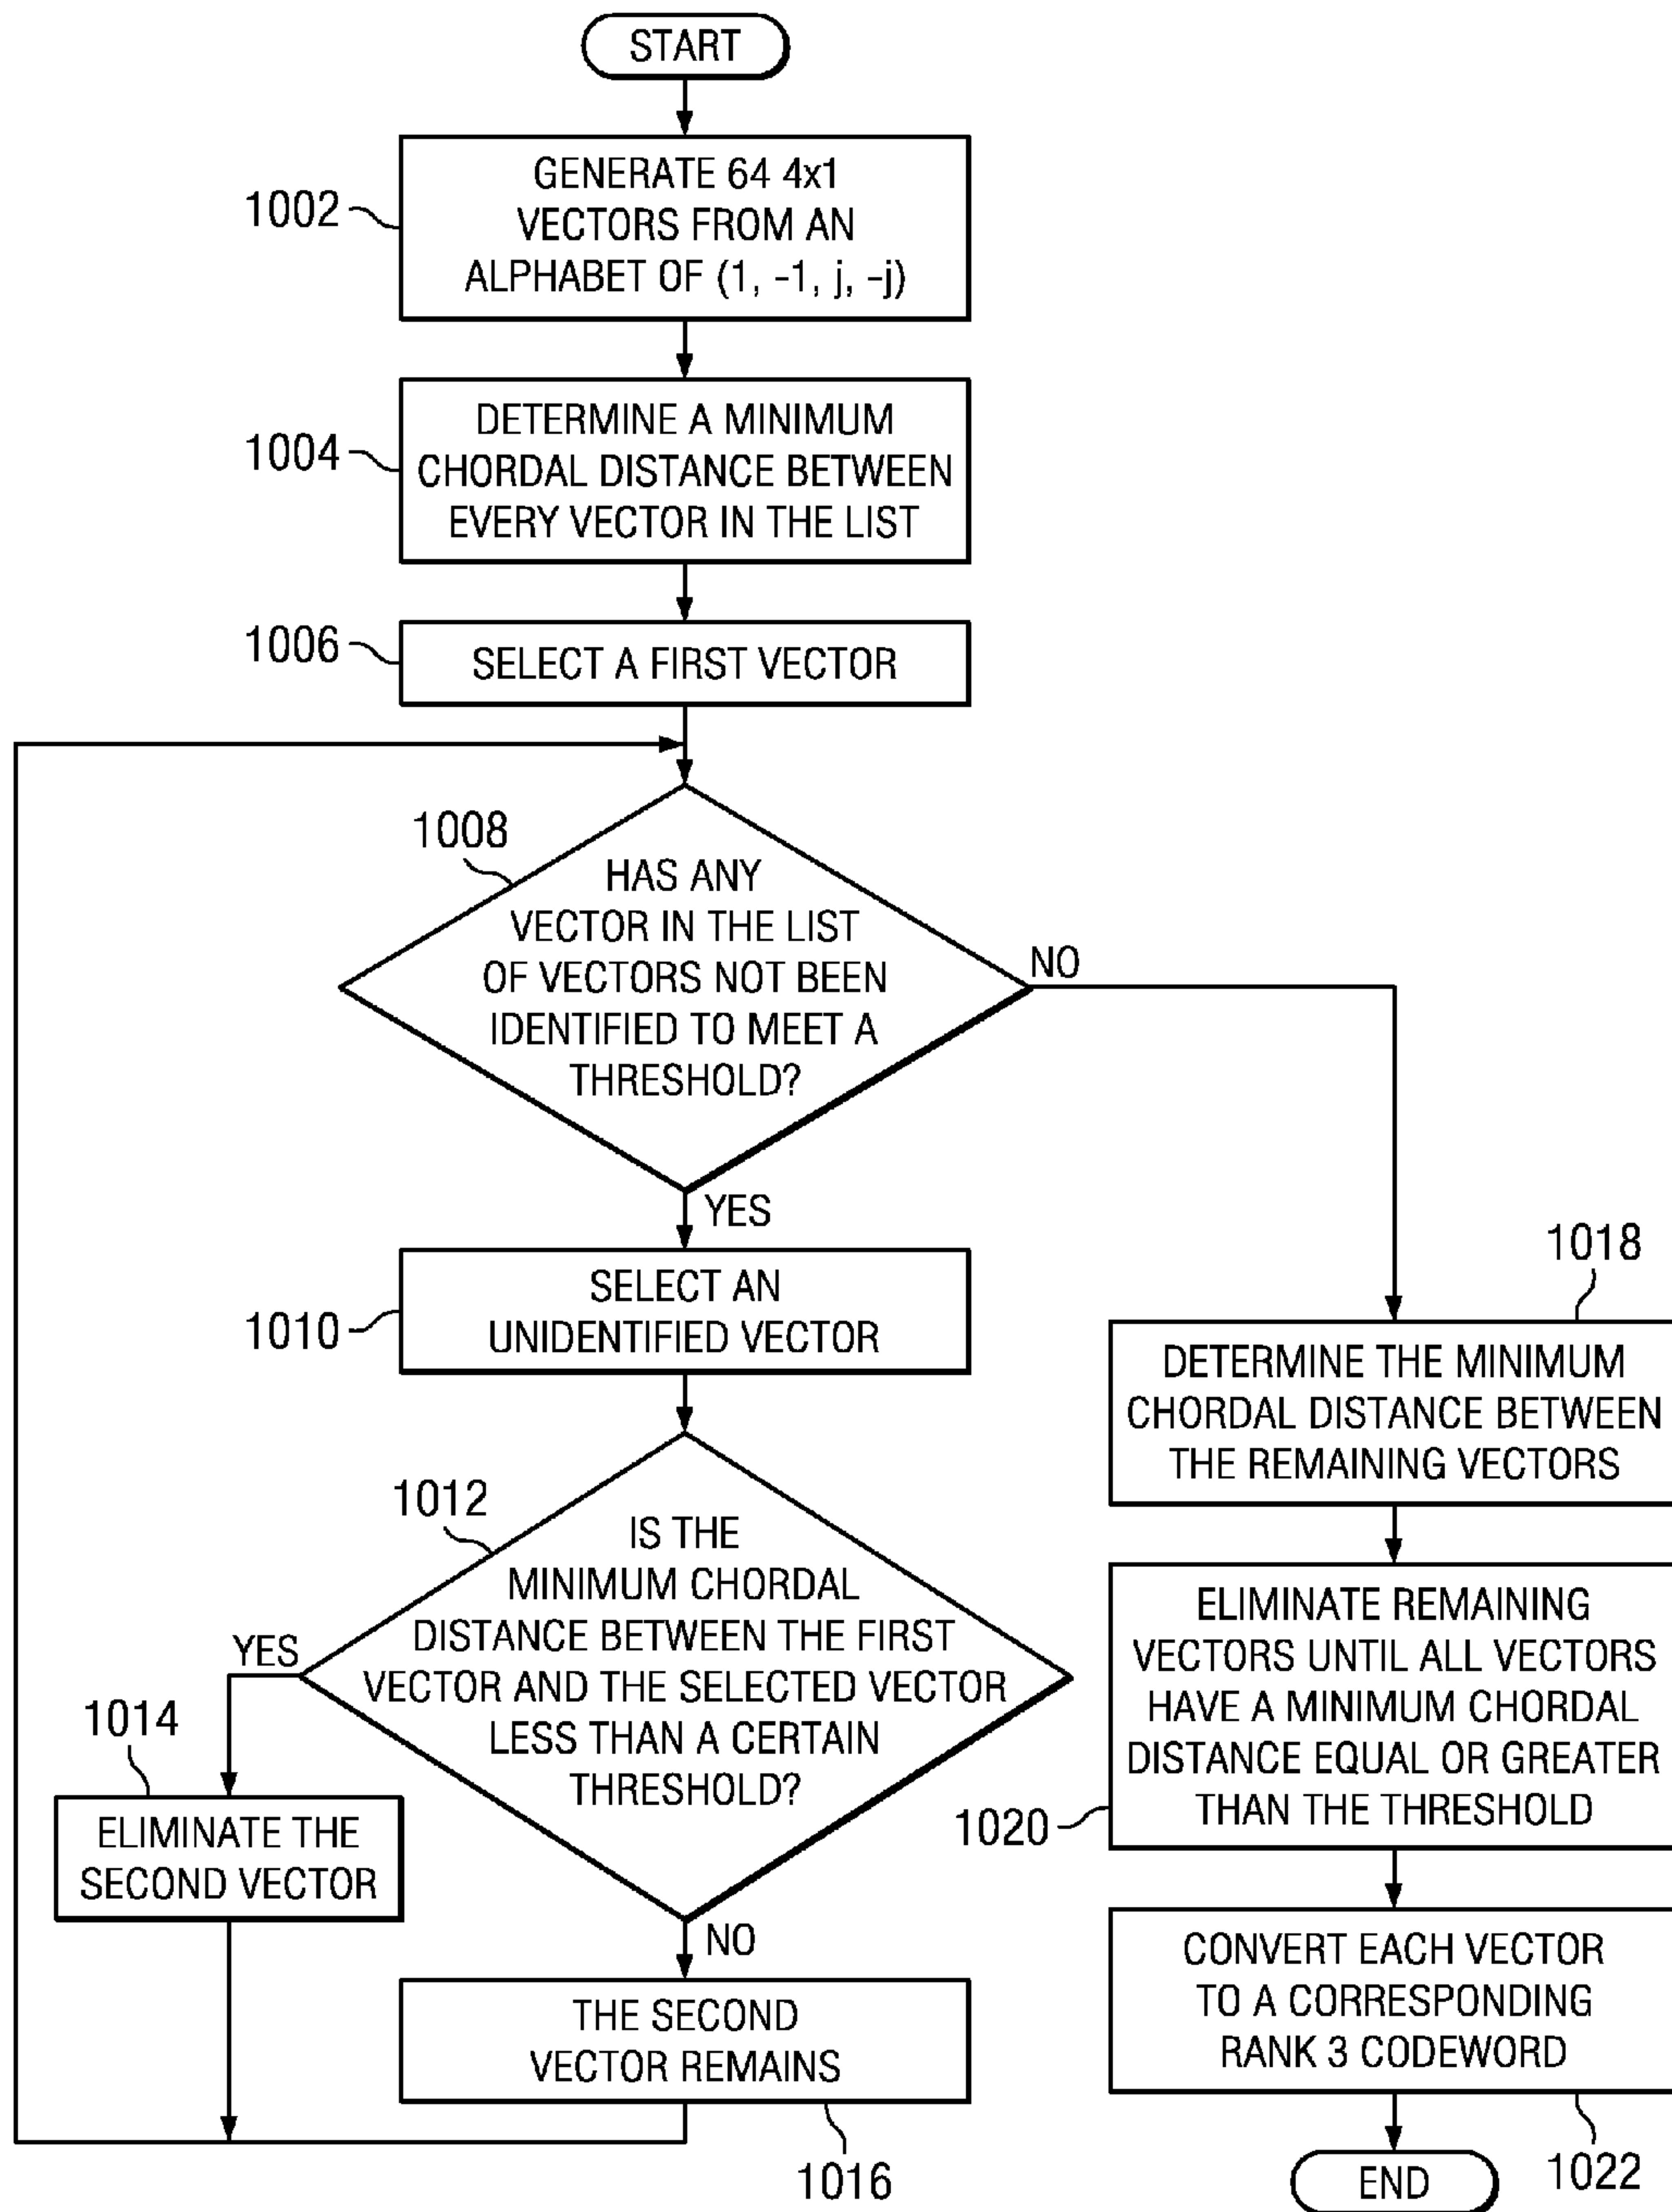 START
1002
GENERATE 64 4x1
VECTORS FROM AN
ALPHABET OF (1, -1, j, -j)
1004
DETERMINE A MINIMUM
CHORDAL DISTANCE BETWEEN
EVERY VECTOR IN THE LIST
1006
SELECT A FIRST VECTOR
1008
HAS ANY
VECTOR IN THE LIST
OF VECTORS NOT BEEN
IDENTIFIED TO MEET A
THRESHOLD?
NO
YES
1010
SELECT AN
UNIDENTIFIED VECTOR
1012
IS THE
MINIMUM CHORDAL
DISTANCE BETWEEN THE FIRST
VECTOR AND THE SELECTED VECTOR
LESS THAN A CERTAIN
THRESHOLD?
YES
1014
ELIMINATE THE
SECOND VECTOR
NO
THE SECOND
VECTOR REMAINS
1016
1018
DETERMINE THE MINIMUM
CHORDAL DISTANCE BETWEEN
THE REMAINING VECTORS
1020
ELIMINATE REMAINING
VECTORS UNTIL ALL VECTORS
HAVE A MINIMUM CHORDAL
DISTANCE EQUAL OR GREATER
THAN THE THRESHOLD
CONVERT EACH VECTOR
TO A CORRESPONDING
RANK 3 CODEWORD
1022
END